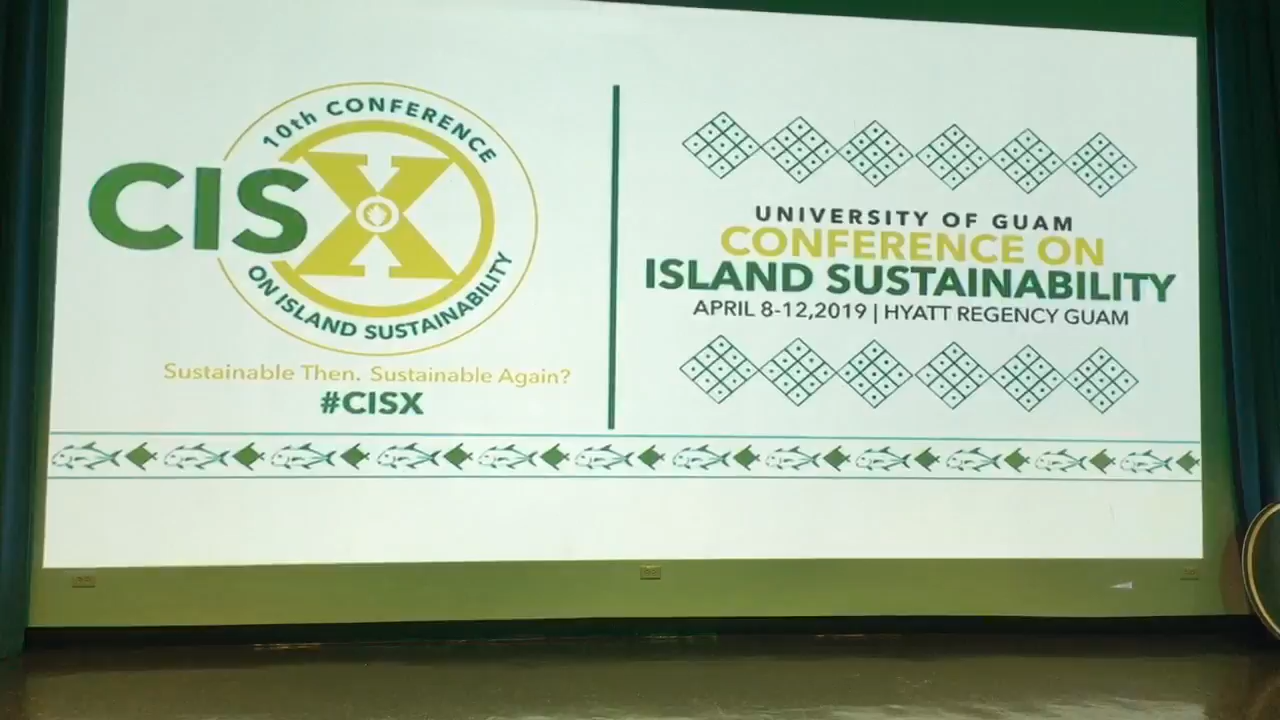 10th CONFERENCE
CISX
ON ISLAND SUSTAINABILITY
Sustainable Then. Sustainable Again?
#CISX
UNIVERSITY OF GUAM
CONFERENCE ON
ISLAND SUSTAINABILITY
APRIL 8-12,2019 | HYATT REGENCY GUAM